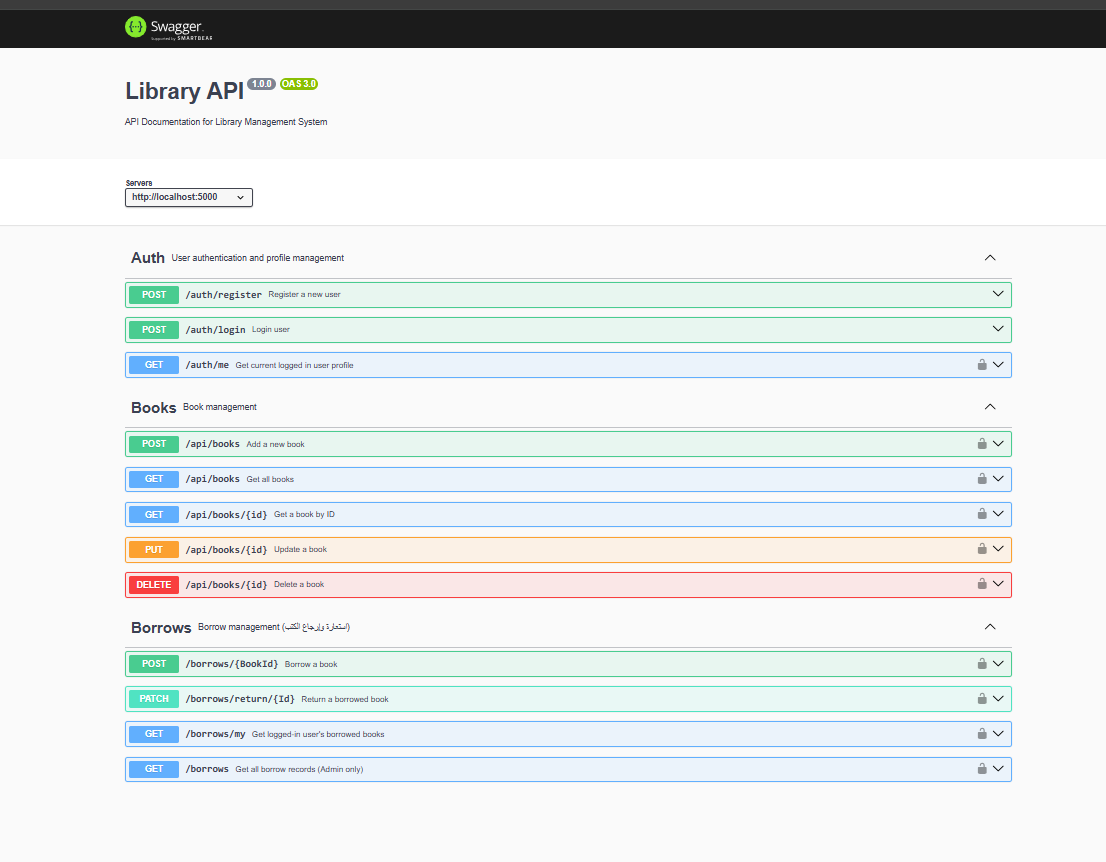 Swagger
Supported by SMARTBEAR
Library API 1.0.0 OAS 3.0
API Documentation for Library Management System
Servers
http://localhost:5000
Auth User authentication and profile management
POST /auth/register Register a new user
POST /auth/login Login user
GET /auth/me Get current logged in user profile
Books Book management
POST /api/books Add a new book
GET /api/books Get all books
GET /api/books/{id} Get a book by ID
PUT /api/books/{id} Update a book
DELETE /api/books/{id} Delete a book
Borrows Borrow management (استعارة وإرجاع الكتب)
POST /borrows/{BookId} Borrow a book
PATCH /borrows/return/{Id} Return a borrowed book
GET /borrows/my Get logged-in user's borrowed books
GET /borrows Get all borrow records (Admin only)